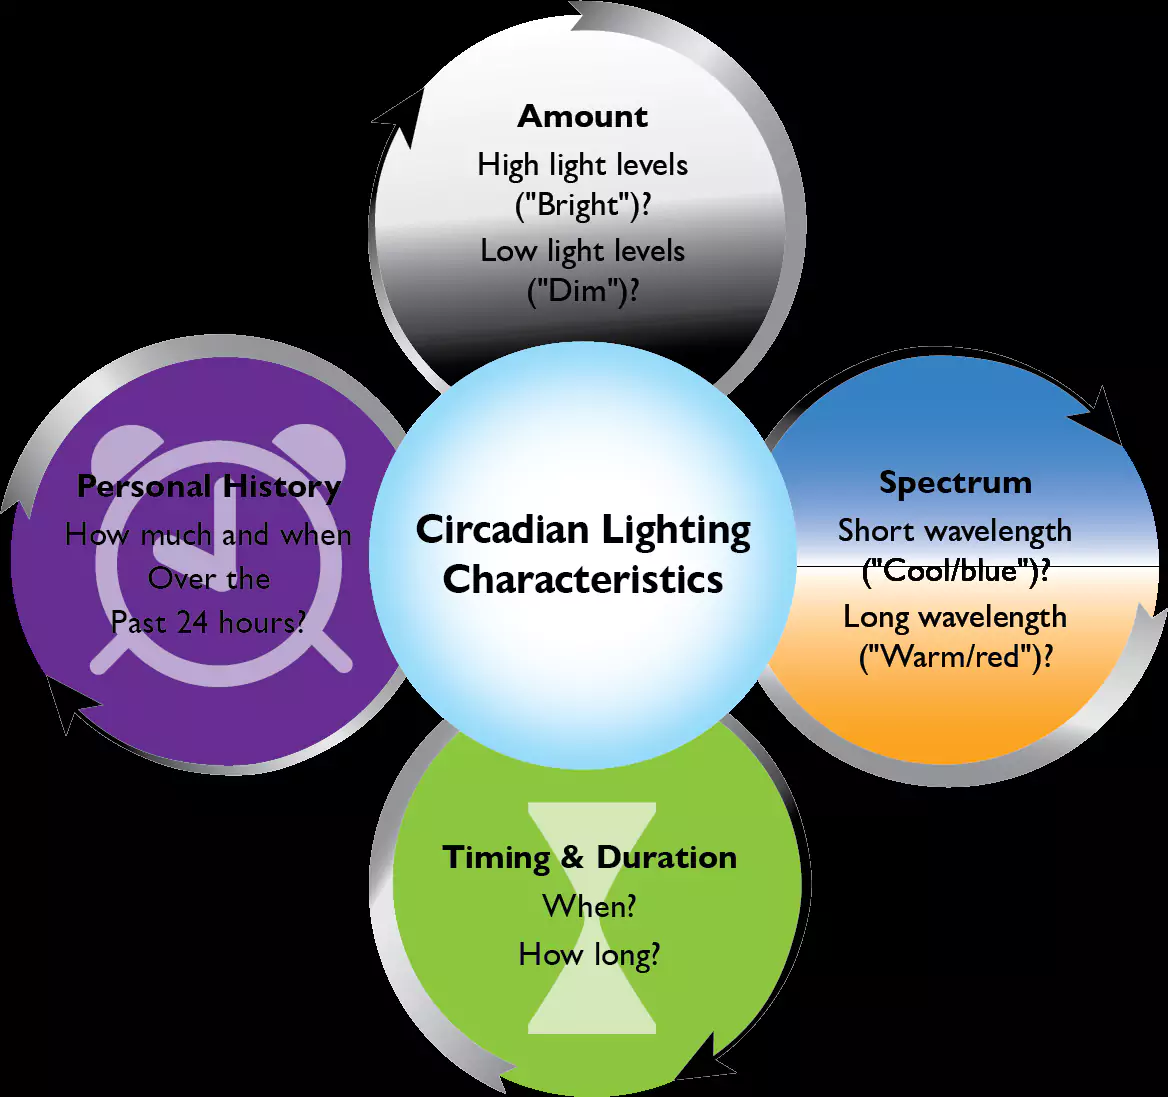 Amount
High light levels
("Bright")?
Low light levels
("Dim")?
Personal History
How much and when
Over the
Past 24 hours?
Circadian Lighting
Characteristics
Spectrum
Short wavelength
("Cool/blue")?
Long wavelength
("Warm/red")?
Timing & Duration
When?
How long?